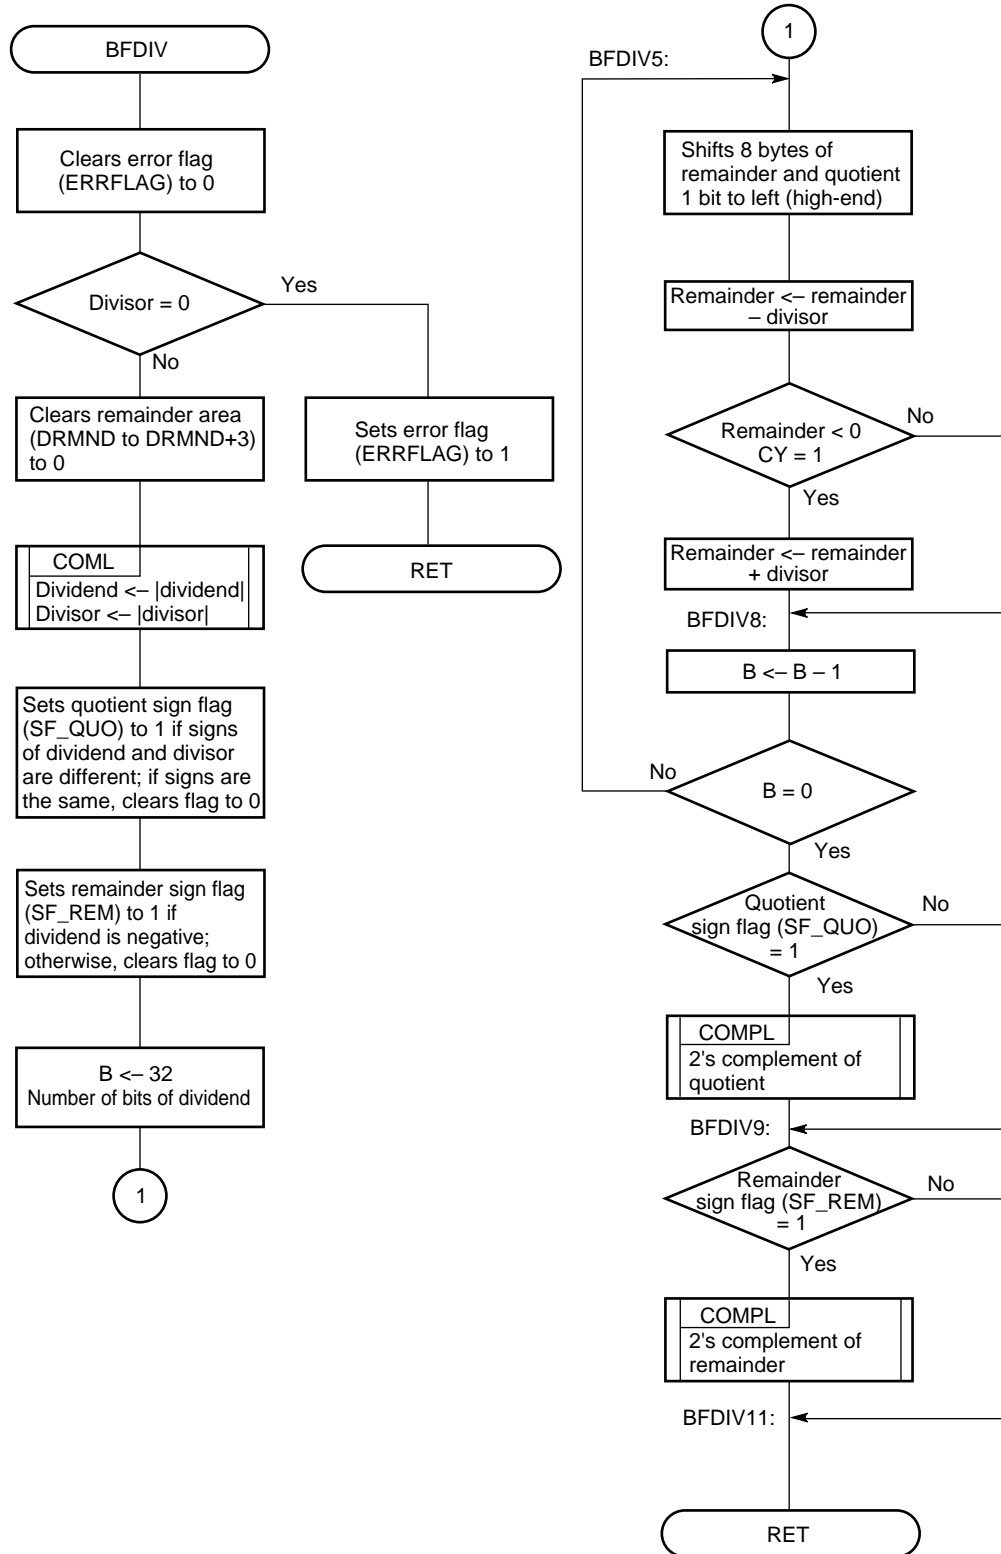 BFDIV
Clears error flag
(ERRFLAG) to 0
Divisor = 0
Yes
No
Clears remainder area
(DRMND to DRMND+3)
to 0
Sets error flag
(ERRFLAG) to 1
RET
COML
Dividend <– |dividend|
Divisor <– |divisor|
Sets quotient sign flag
(SF_QUO) to 1 if signs
of dividend and divisor
are different; if signs are
the same, clears flag to 0
Sets remainder sign flag
(SF_REM) to 1 if
dividend is negative;
otherwise, clears flag to 0
B <– 32
Number of bits of dividend
1
1
BFDIV5:
Shifts 8 bytes of
remainder and quotient
1 bit to left (high-end)
Remainder <– remainder
– divisor
Remainder < 0
CY = 1
No
Yes
Remainder <– remainder
+ divisor
BFDIV8:
B <– B – 1
B = 0
No
Yes
Quotient
sign flag (SF_QUO)
= 1
No
Yes
COMPL
2's complement of
quotient
BFDIV9:
Remainder
sign flag (SF_REM)
= 1
No
Yes
COMPL
2's complement of
remainder
BFDIV11:
RET